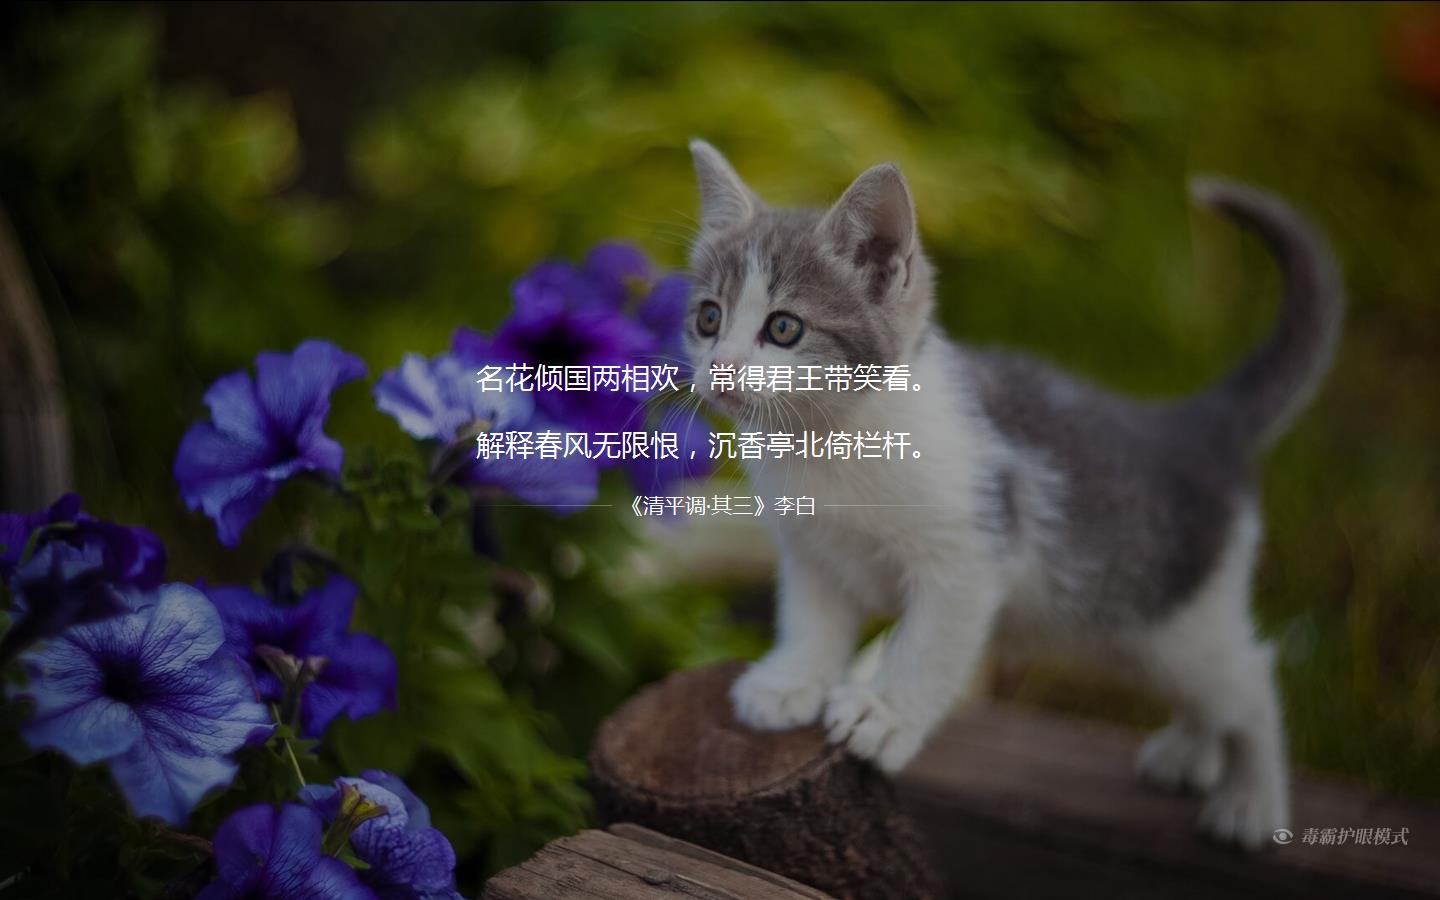 名花倾国两相欢，常得君王带笑看。
解释春风无限恨，沉香亭北倚栏杆。
《清平调·其三》李白
毒霸护眼模式